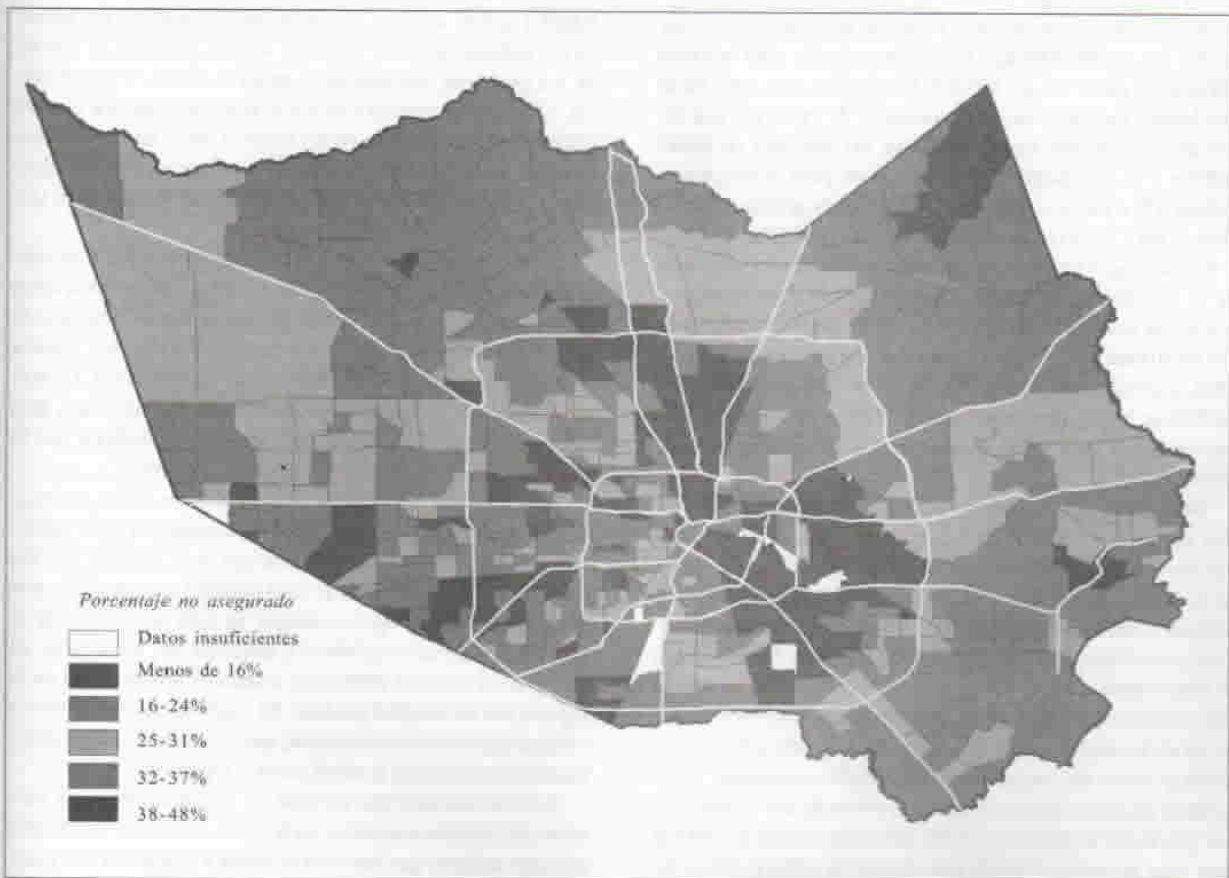 Porcentaje no asegurado
Datos insuficientes
Menos de 16%
16-24%
25-31%
32-37%
38-48%